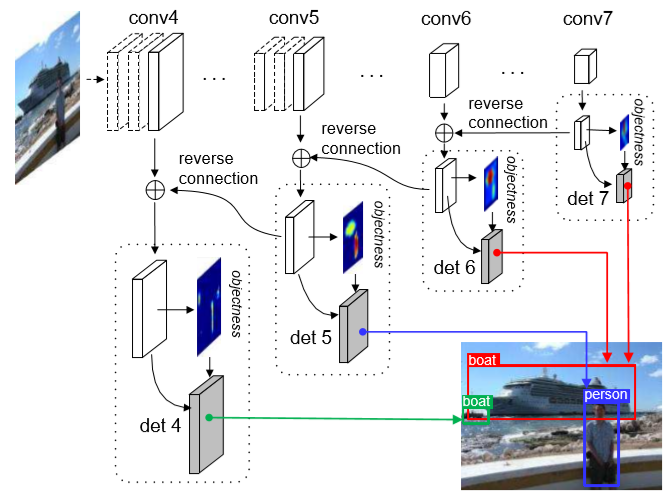 conv4
conv5
conv6
conv7
reverse
connection
reverse
connection
reverse
connection
objectness
det 7
objectness
det 6
objectness
det 5
objectness
det 4
boat
boat
person